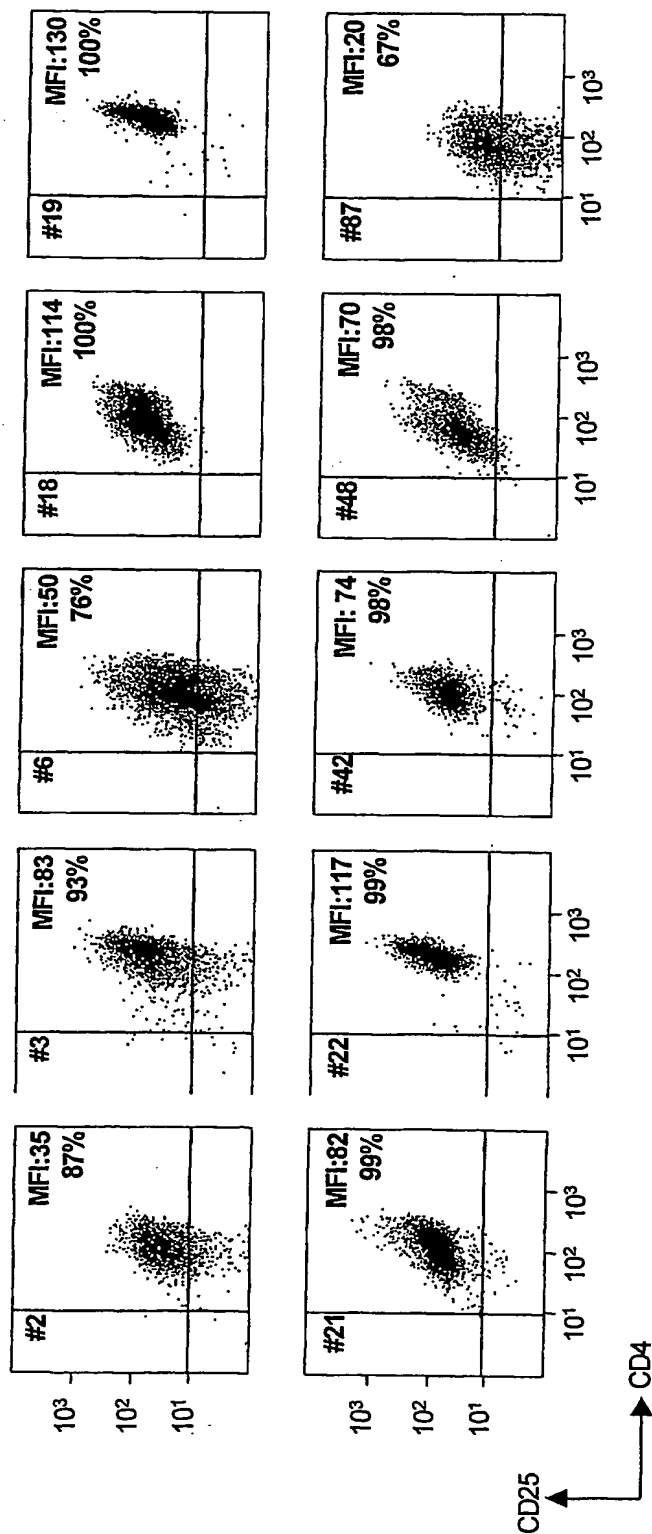 #2
MFI:35
87%
#3
MFI:83
93%
#6
MFI:50
76%
#18
MFI:114
100%
#19
MFI:130
100%
10³
10²
10¹
#21
MFI:82
99%
#22
MFI:117
99%
#42
MFI: 74
98%
#48
MFI:70
98%
#87
MFI:20
67%
10³
10²
10¹
10¹ 10² 10³
10¹ 10² 10³
10¹ 10² 10³
10¹ 10² 10³
10¹ 10² 10³
CD25
CD4